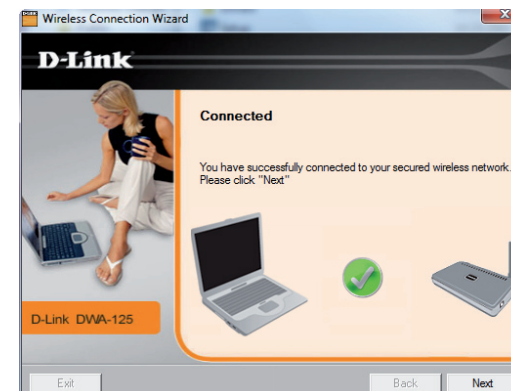 Wireless Connection Wizard
D-Link
Connected
You have successfully connected to your secured wireless network.
Please click "Next"
D-Link DWA-125
Exit
Back
Next